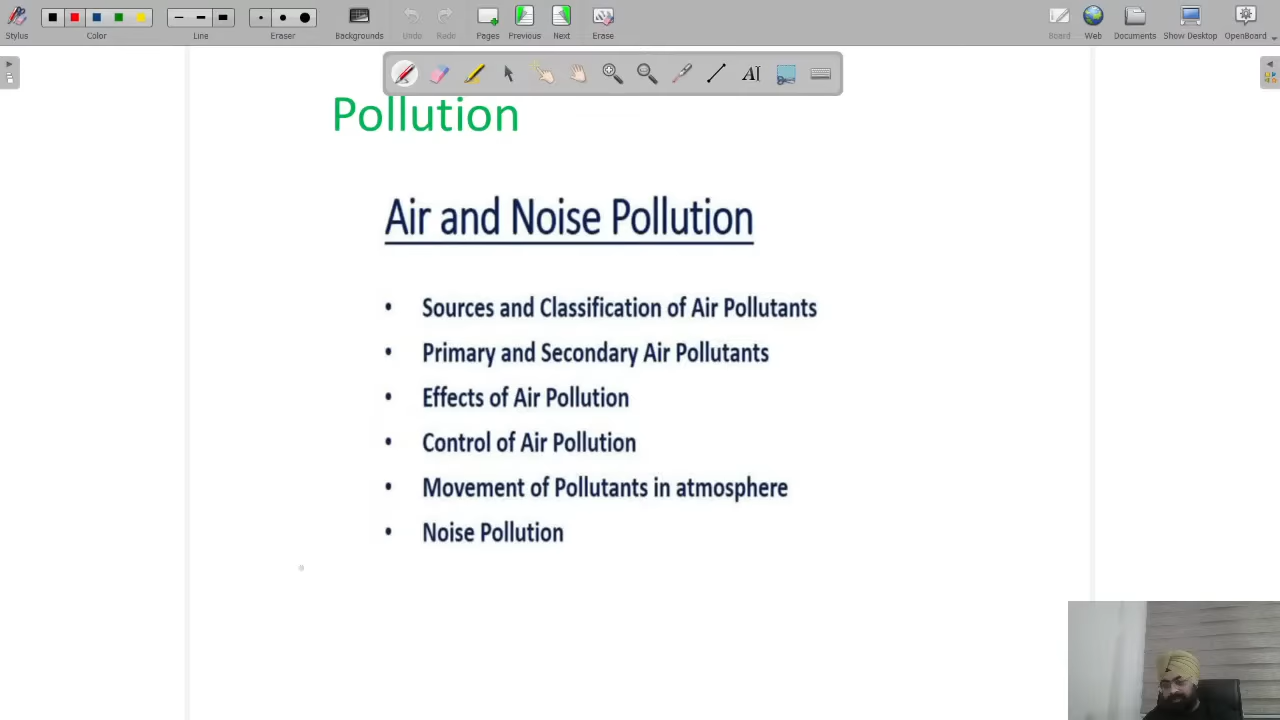 Stylus
Color
Line
Eraser
Backgrounds
Undo
Redo
Pages
Previous
Next
Erase
Board
Web
Documents
Show Desktop
OpenBoard
Pollution
Air and Noise Pollution
• Sources and Classification of Air Pollutants
• Primary and Secondary Air Pollutants
• Effects of Air Pollution
• Control of Air Pollution
• Movement of Pollutants in atmosphere
• Noise Pollution